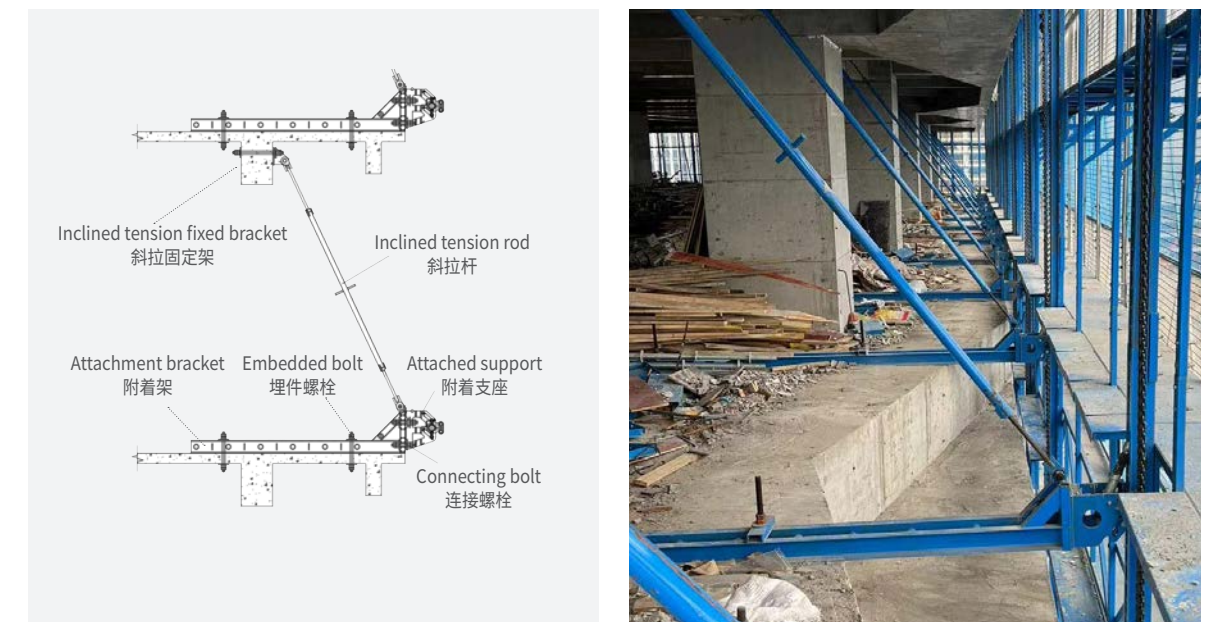 Inclined tension fixed bracket
斜拉固定架
Inclined tension rod
斜拉杆
Attachment bracket
附着架
Embedded bolt
埋件螺栓
Attached support
附着支座
Connecting bolt
连接螺栓